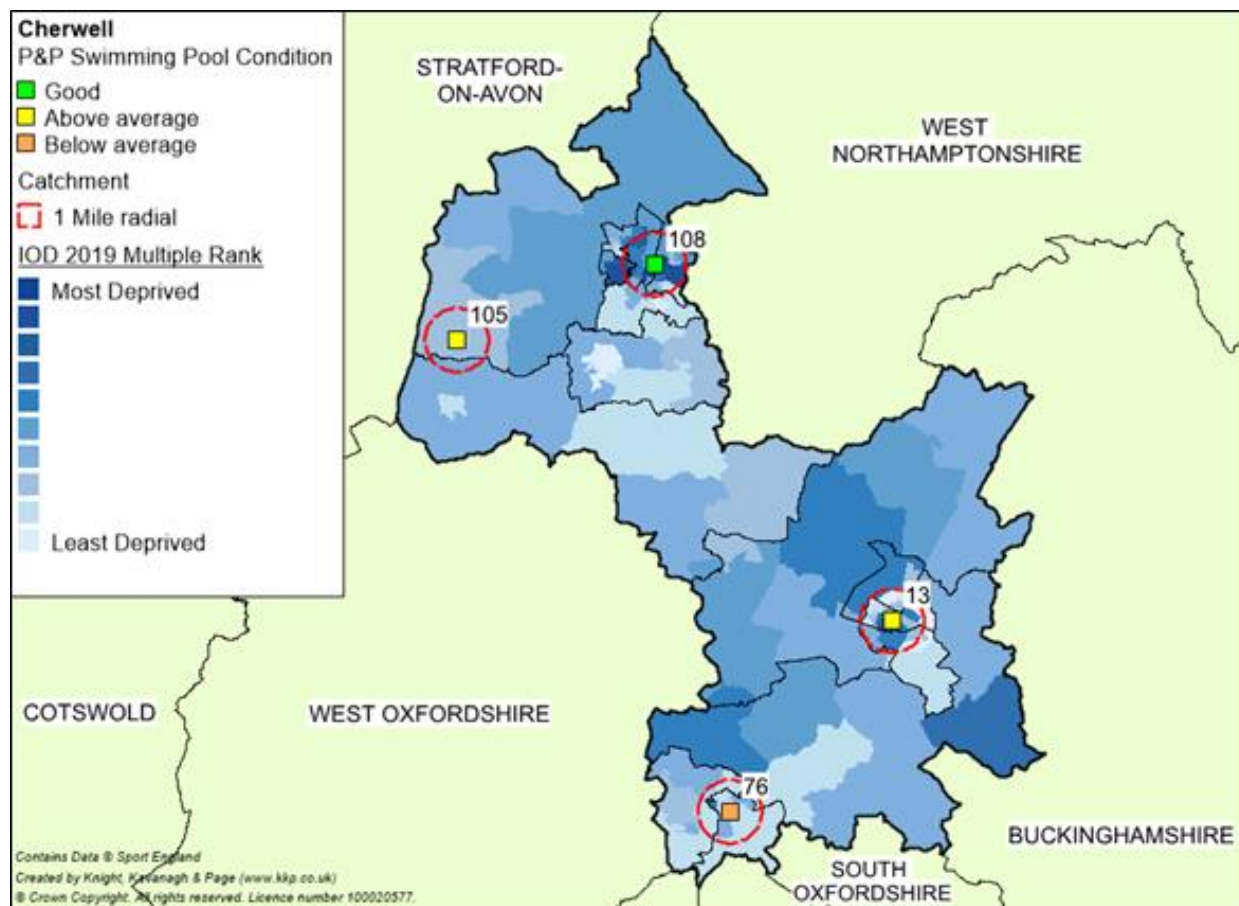 Cherwell
P&P Swimming Pool Condition
Good
Above average
Below average
Catchment
1 Mile radial
IOD 2019 Multiple Rank
Most Deprived
Least Deprived
STRATFORD-
ON-AVON
WEST
NORTHAMPTONSHIRE
108
105
13
COTSWOLD
WEST OXFORDSHIRE
76
BUCKINGHAMSHIRE
SOUTH
OXFORDSHIRE
Contains Data © Sport England
Created by Knight, Kavanagh & Page (www.kkp.co.uk)
© Crown Copyright. All rights reserved. Licence number 100020577.